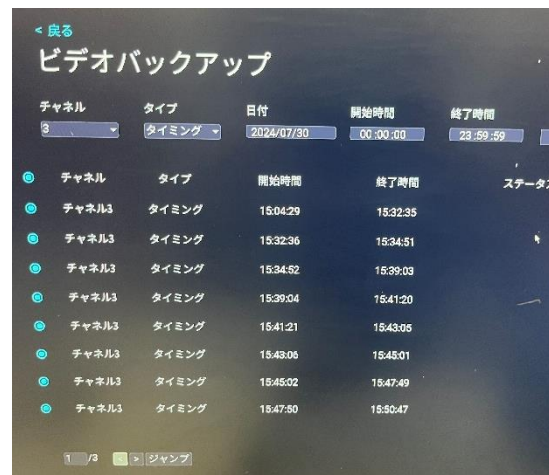 < 戻る
ビデオバックアップ
チャネル タイプ 日付 開始時間 終了時間
3 タイミング 2024/07/30 00:00:00 23:59:59
チャネル タイプ 開始時間 終了時間 ステータス
チャネル3 タイミング 15:04:29 15:32:35
チャネル3 タイミング 15:32:36 15:34:51
チャネル3 タイミング 15:34:52 15:39:03
チャネル3 タイミング 15:39:04 15:41:20
チャネル3 タイミング 15:41:21 15:43:05
チャネル3 タイミング 15:43:06 15:45:01
チャネル3 タイミング 15:45:02 15:47:49
チャネル3 タイミング 15:47:50 15:50:47
1 /3 < > ジャンプ